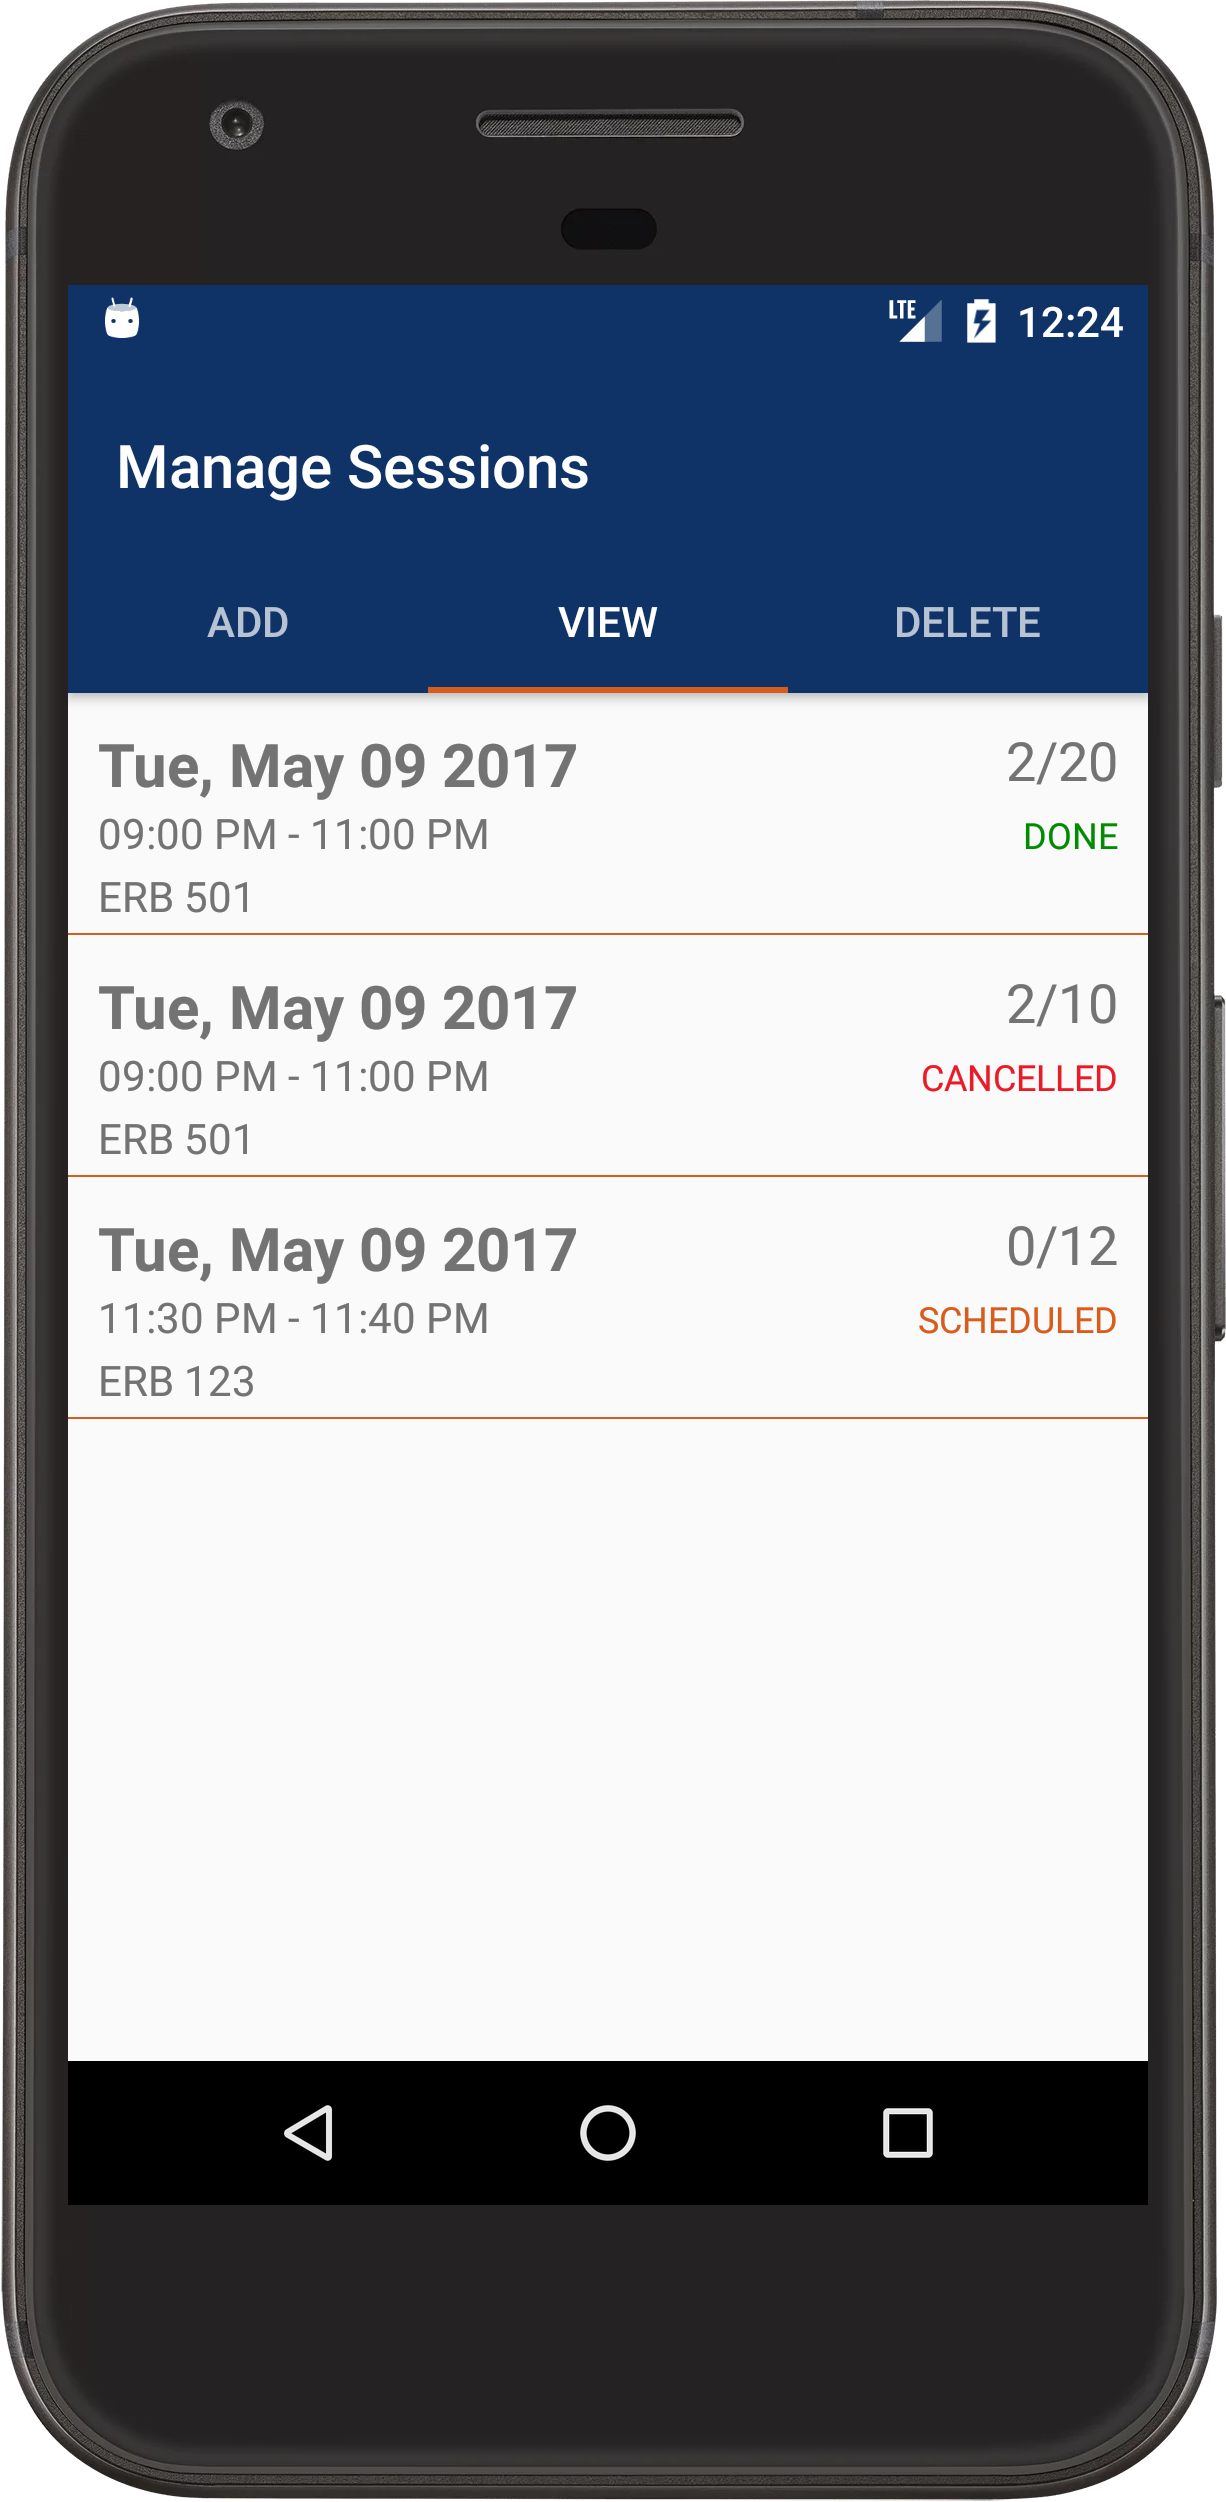 LTE 12:24
Manage Sessions
ADD VIEW DELETE
Tue, May 09 2017 2/20
09:00 PM - 11:00 PM DONE
ERB 501
Tue, May 09 2017 2/10
09:00 PM - 11:00 PM CANCELLED
ERB 501
Tue, May 09 2017 0/12
11:30 PM - 11:40 PM SCHEDULED
ERB 123